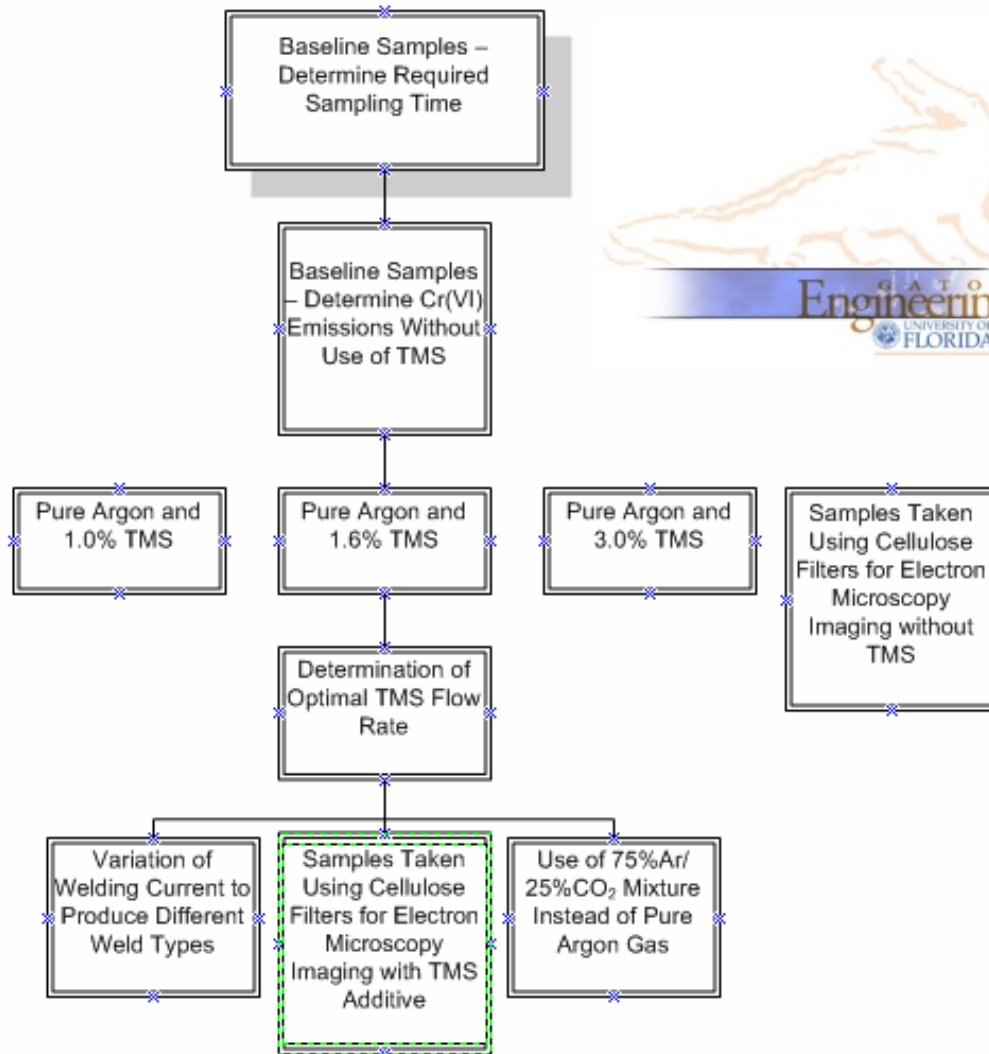 Baseline Samples –
Determine Required
Sampling Time
Baseline Samples
– Determine Cr(VI)
Emissions Without
Use of TMS
GATO
Engineerin
UNIVERSITY OF
FLORIDA
Pure Argon and
1.0% TMS
Pure Argon and
1.6% TMS
Pure Argon and
3.0% TMS
Samples Taken
Using Cellulose
Filters for Electron
Microscopy
Imaging without
TMS
Determination of
Optimal TMS Flow
Rate
Variation of
Welding Current to
Produce Different
Weld Types
Samples Taken
Using Cellulose
Filters for Electron
Microscopy
Imaging with TMS
Additive
Use of 75%Ar/
25%CO₂ Mixture
Instead of Pure
Argon Gas